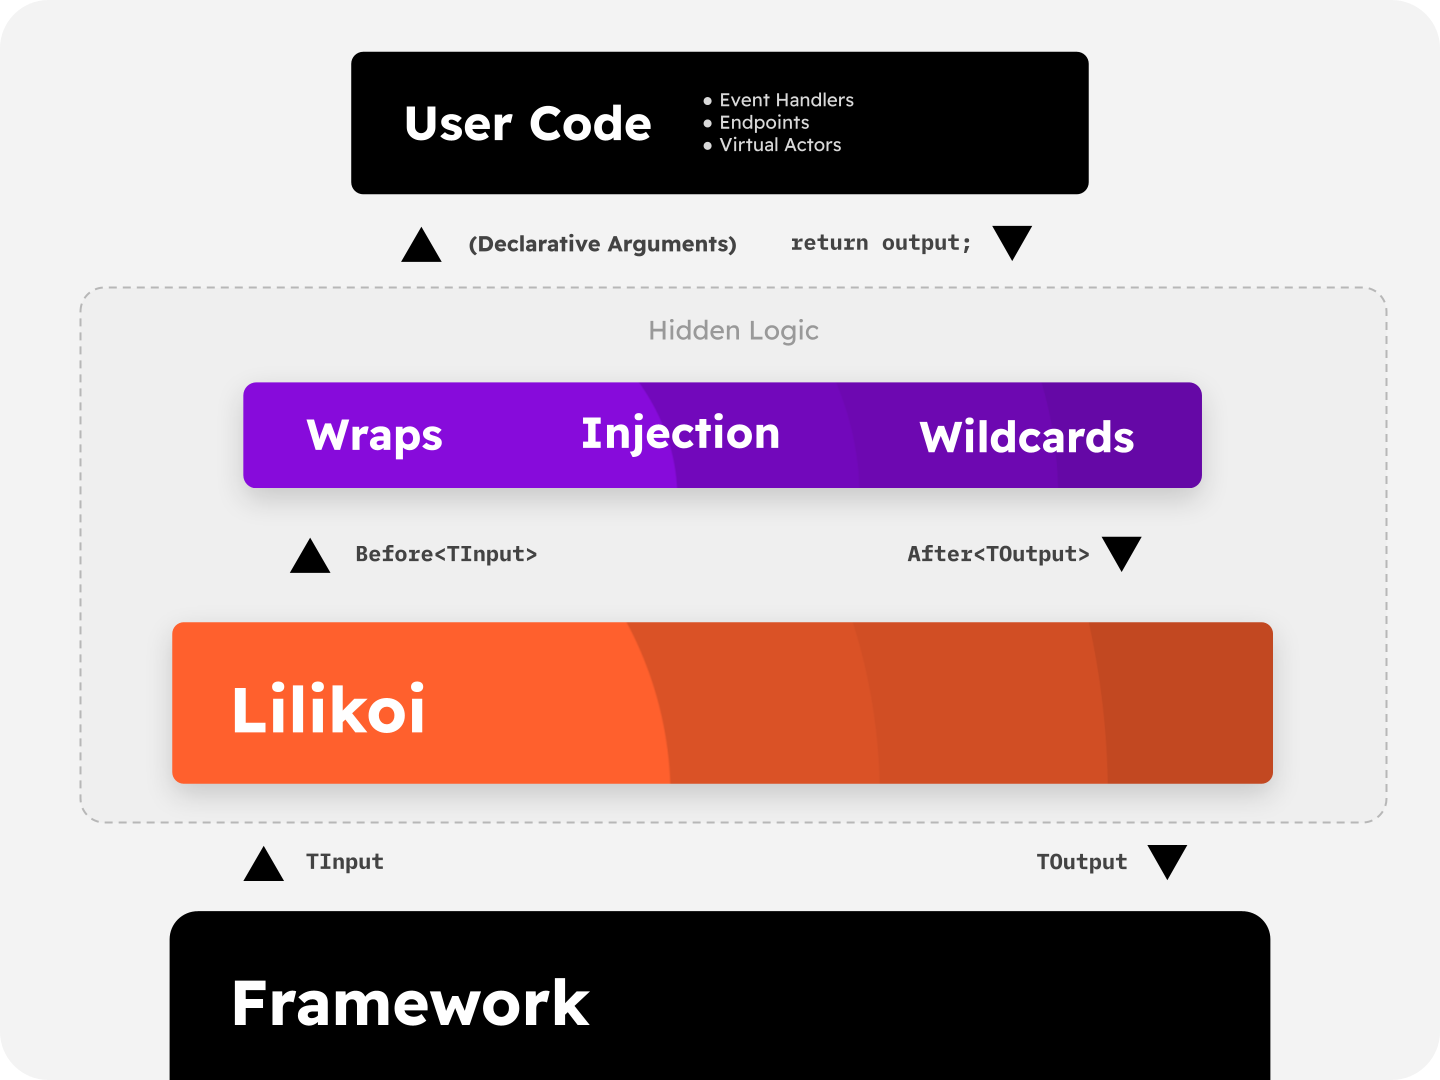 User Code
● Event Handlers
● Endpoints
● Virtual Actors
(Declarative Arguments) return output;
Hidden Logic
Wraps Injection Wildcards
Before<TInput> After<TOutput>
Lilikoi
TInput TOutput
Framework